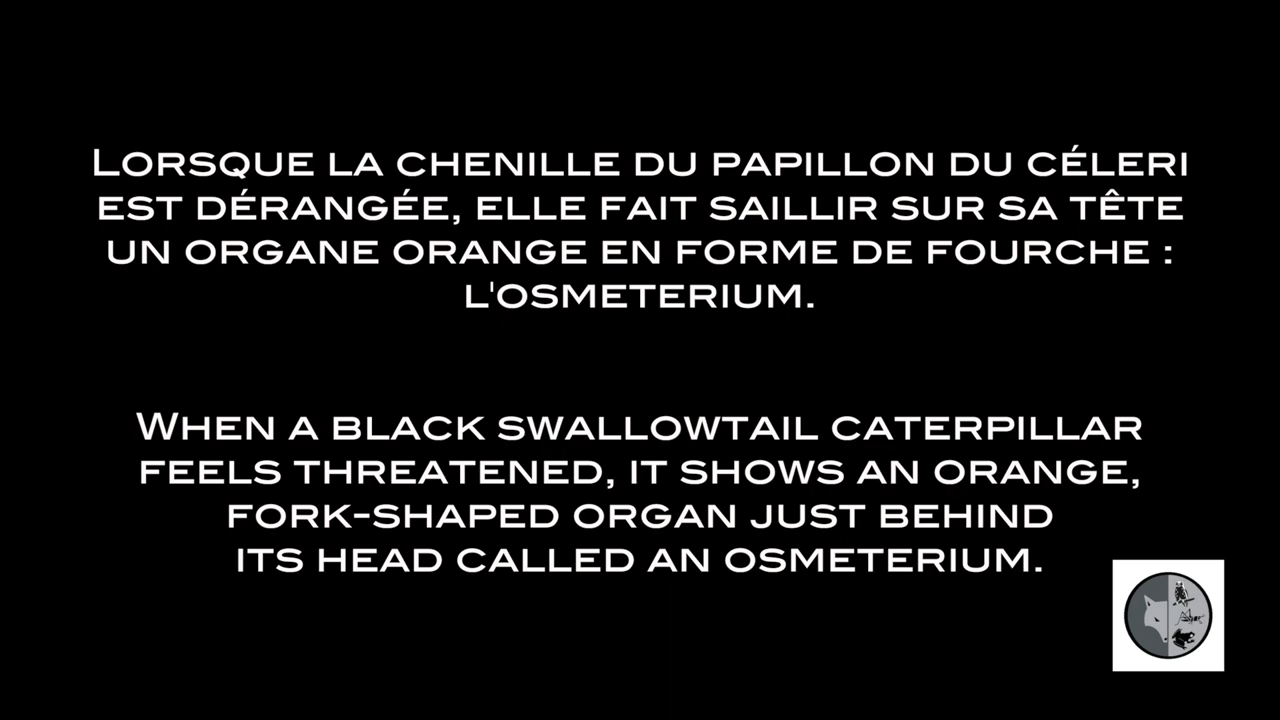 Lorsque la chenille du papillon du céleri
est dérangée, elle fait saillir sur sa tête
un organe orange en forme de fourche :
l'osmeterium.
When a black swallowtail caterpillar
feels threatened, it shows an orange,
fork-shaped organ just behind
its head called an osmeterium.